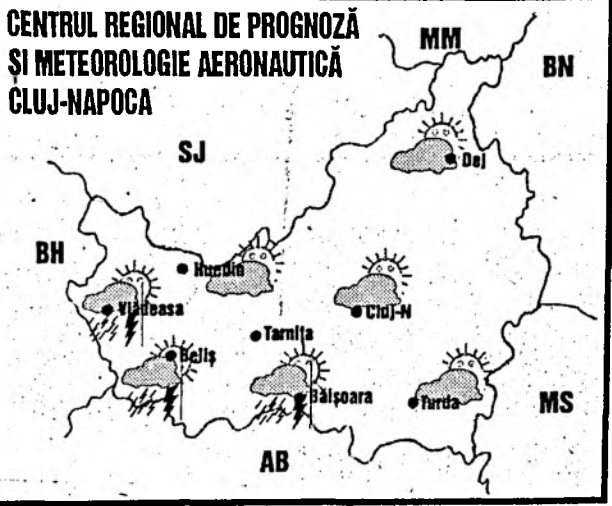 CENTRUL REGIONAL DE PROGNOZĂ
ȘI METEOROLOGIE AERONAUTICĂ
CLUJ-NAPOCA
MM
BN
SJ
Dej
BH
Huedin
Vlădeasa
Cluj-N
Tarnița
Beliș
Băișoara
Turda
MS
AB